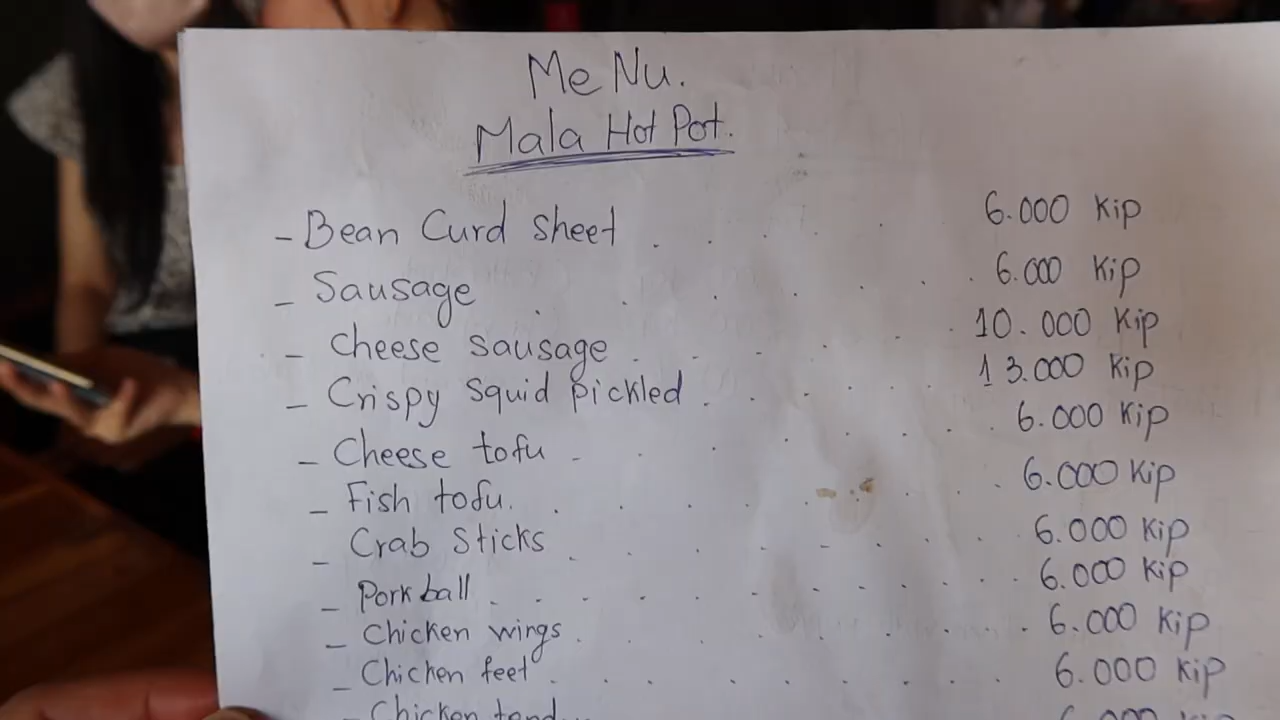 Me Nu.
Mala Hot Pot.
- Bean Curd sheet . . . . 6.000 Kip
- Sausage . . . . . . . 6.000 Kip
- Cheese sausage . . . . . . 10.000 Kip
- Crispy squid pickled . . . . . . 13.000 Kip
- Cheese tofu - . . . . . . . 6.000 Kip
- Fish tofu. . . . . . . . . . 6.000 Kip
- Crab Sticks . . . . . . . . . 6.000 Kip
- Pork ball . . . . . . . . . . 6.000 Kip
- Chicken wings . . . . . . . . . 6.000 Kip
- Chicken feet . . . . . . . . . 6.000 Kip
- Chicken 6.000 Kip